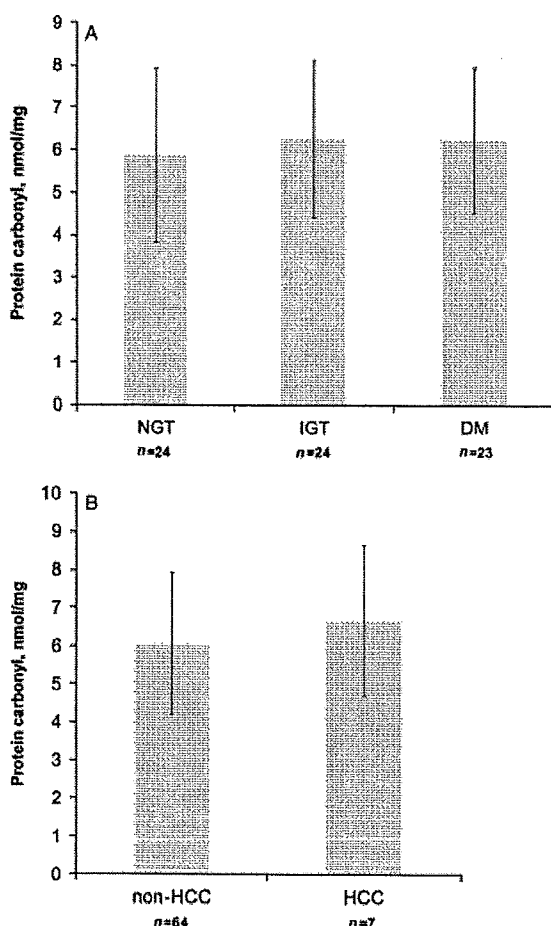 A
9
8
7
6
5
4
3
2
1
0
Protein carbonyl, nmol/mg
NGT IGT DM
n=24 n=24 n=23
B
10
9
8
7
6
5
4
3
2
1
0
Protein carbonyl, nmol/mg
non-HCC HCC
n=64 n=7